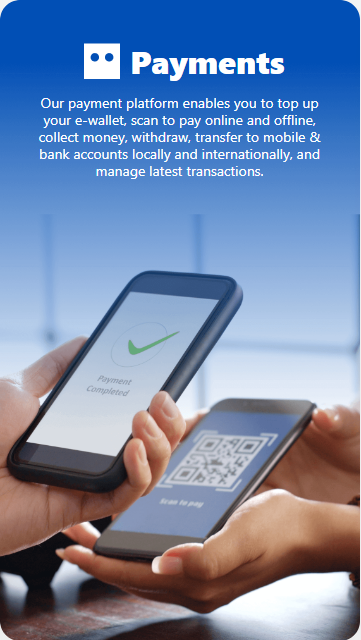 Payments
Our payment platform enables you to top up
your e-wallet, scan to pay online and offline,
collect money, withdraw, transfer to mobile &
bank accounts locally and internationally, and
manage latest transactions.
Payment
Completed
Scan to pay